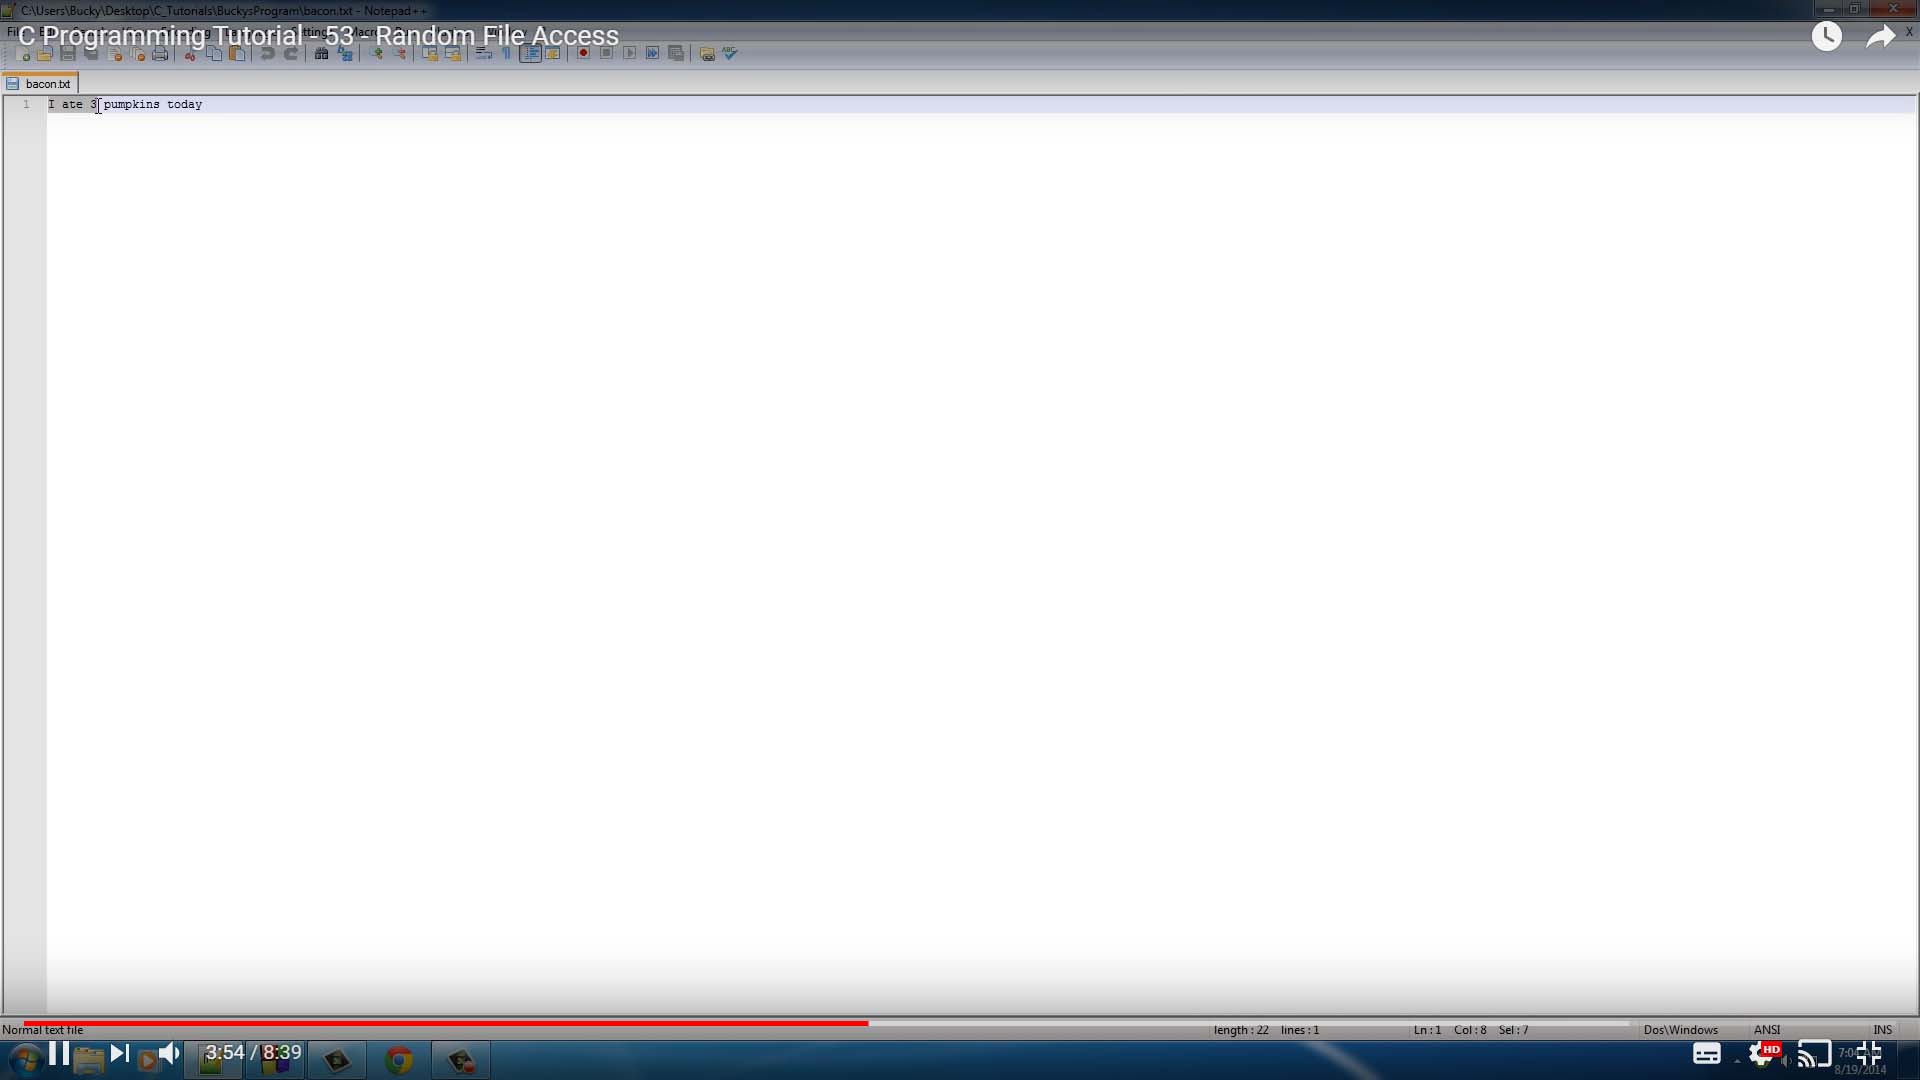 C:\Users\Bucky\Desktop\C_Tutorials\BuckysProgram\bacon.txt - Notepad++
C Programming Tutorial - 53 - Random File Access
bacon.txt
1 I ate 3 pumpkins today
Normal text file length : 22 lines : 1 Ln : 1 Col : 8 Sel : 7 Dos\Windows ANSI INS
3:54 / 8:39
HD
8/19/2014